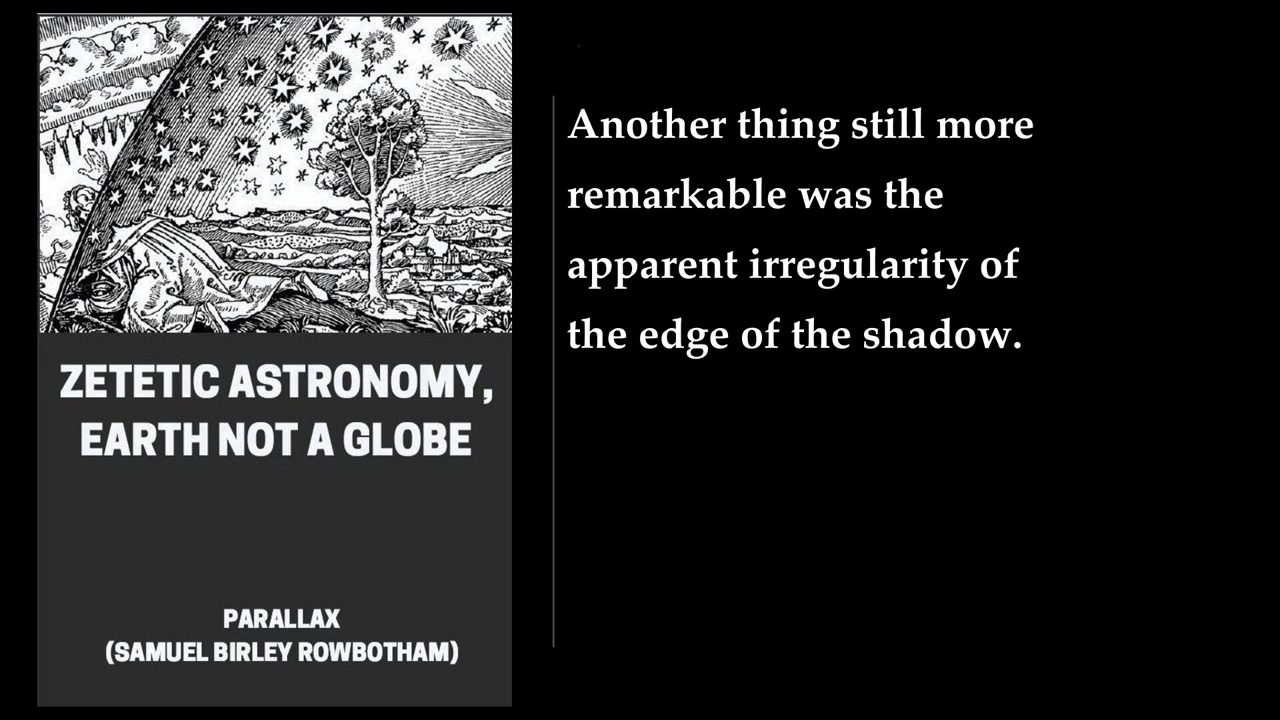 ZETETIC ASTRONOMY,
EARTH NOT A GLOBE
PARALLAX
(SAMUEL BIRLEY ROWBOTHAM)
Another thing still more
remarkable was the
apparent irregularity of
the edge of the shadow.